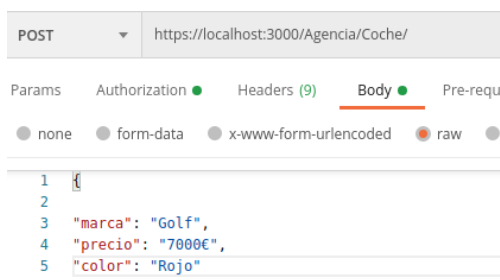 POST https://localhost:3000/Agencia/Coche/
Params Authorization Headers (9) Body Pre-requ
none form-data x-www-form-urlencoded raw
1 {
2
3 "marca": "Golf",
4 "precio": "7000€",
5 "color": "Rojo"